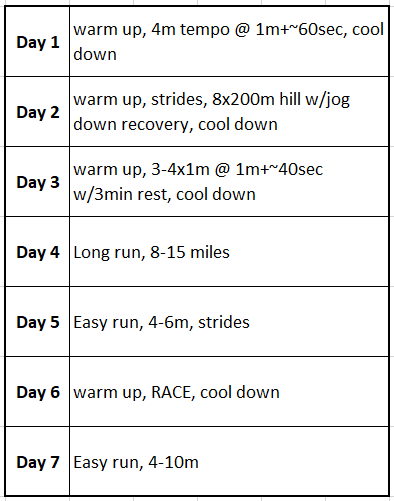 Day 1
warm up, 4m tempo @ 1m+~60sec, cool
down
Day 2
warm up, strides, 8x200m hill w/jog
down recovery, cool down
Day 3
warm up, 3-4x1m @ 1m+~40sec
w/3min rest, cool down
Day 4
Long run, 8-15 miles
Day 5
Easy run, 4-6m, strides
Day 6
warm up, RACE, cool down
Day 7
Easy run, 4-10m